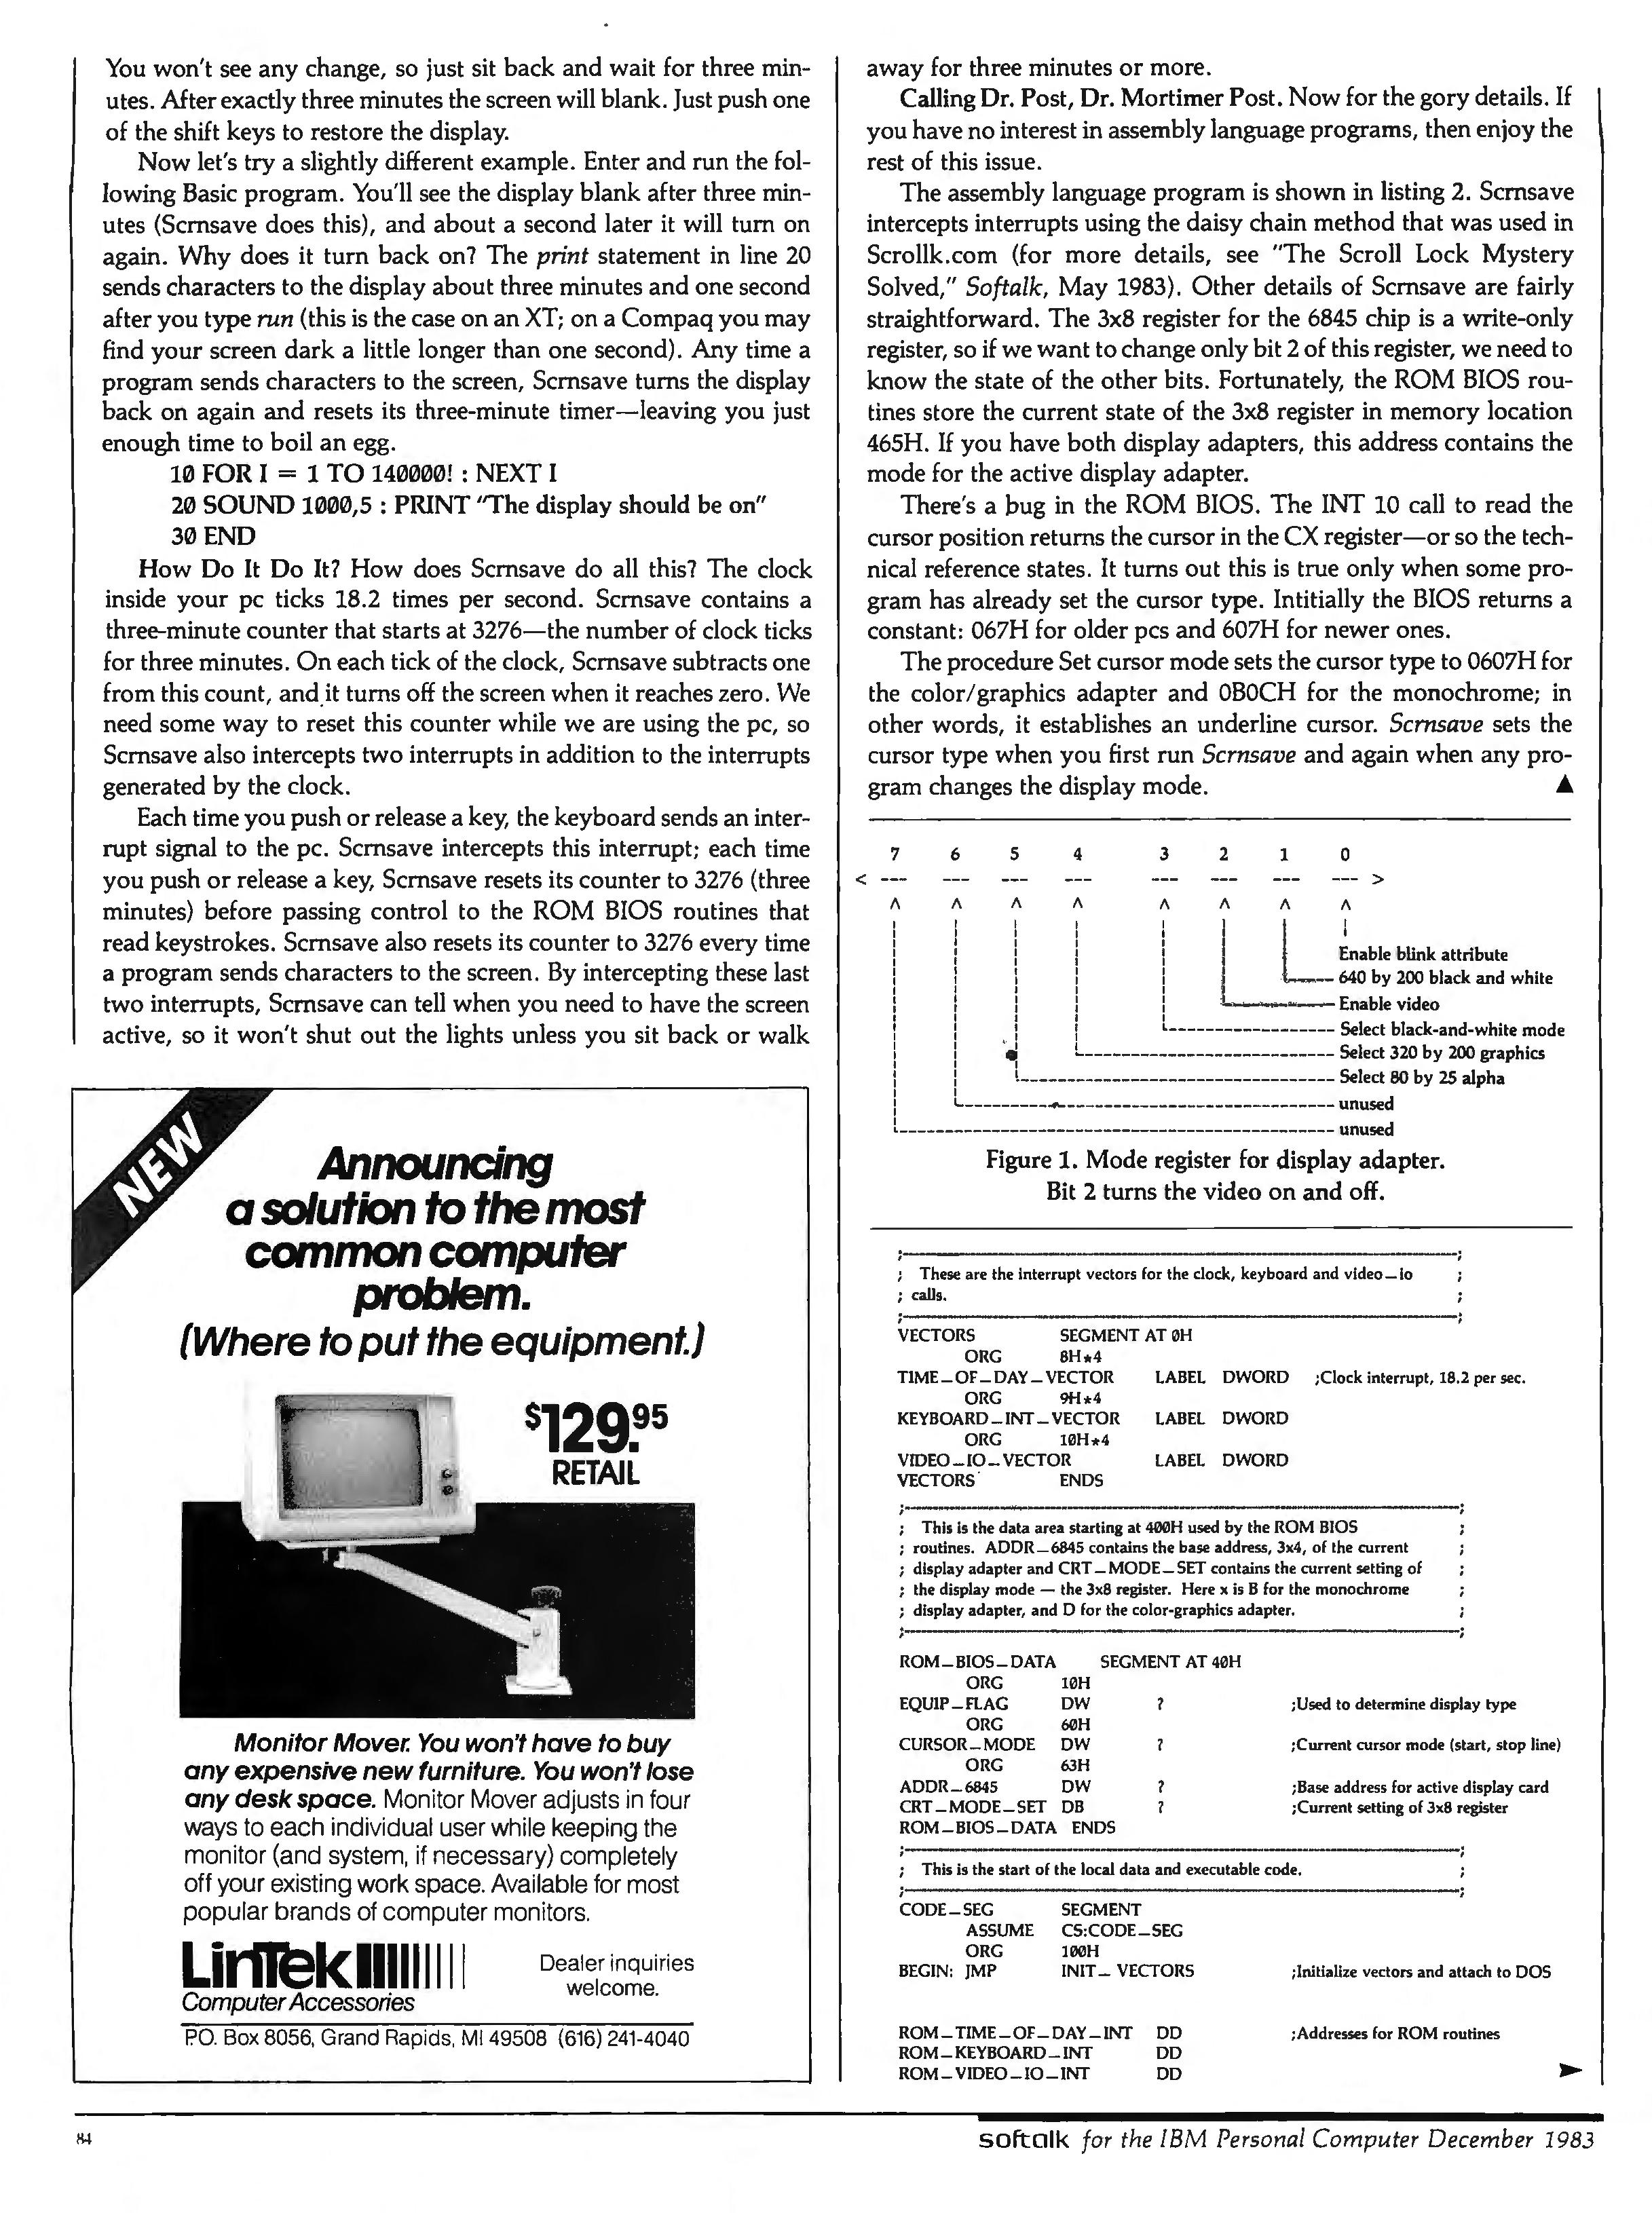 You won't see any change, so just sit back and wait for three min-
utes. After exactly three minutes the screen will blank. Just push one
of the shift keys to restore the display.
Now let's try a slightly different example. Enter and run the fol-
lowing Basic program. You'll see the display blank after three min-
utes (Scrnsave does this), and about a second later it will turn on
again. Why does it turn back on? The print statement in line 20
sends characters to the display about three minutes and one second
after you type run (this is the case on an XT; on a Compaq you may
find your screen dark a little longer than one second). Any time a
program sends characters to the screen, Scrnsave turns the display
back on again and resets its three-minute timer—leaving you just
enough time to boil an egg.
10 FOR I = 1 TO 140000! : NEXT I
20 SOUND 1000,5 : PRINT "The display should be on"
30 END
How Do It Do It? How does Scrnsave do all this? The clock
inside your pc ticks 18.2 times per second. Scrnsave contains a
three-minute counter that starts at 3276—the number of clock ticks
for three minutes. On each tick of the clock, Scrnsave subtracts one
from this count, and it turns off the screen when it reaches zero. We
need some way to reset this counter while we are using the pc, so
Scrnsave also intercepts two interrupts in addition to the interrupts
generated by the clock.
Each time you push or release a key, the keyboard sends an inter-
rupt signal to the pc. Scrnsave intercepts this interrupt; each time
you push or release a key, Scrnsave resets its counter to 3276 (three
minutes) before passing control to the ROM BIOS routines that
read keystrokes. Scrnsave also resets its counter to 3276 every time
a program sends characters to the screen. By intercepting these last
two interrupts, Scrnsave can tell when you need to have the screen
active, so it won't shut out the lights unless you sit back or walk
NEW
Announcing
a solution to the most
common computer
problem.
(Where to put the equipment.)
$129.95
RETAIL
Monitor Mover. You won't have to buy
any expensive new furniture. You won't lose
any desk space. Monitor Mover adjusts in four
ways to each individual user while keeping the
monitor (and system, if necessary) completely
off your existing work space. Available for most
popular brands of computer monitors.
LinTek
Computer Accessories
Dealer inquiries
welcome.
P.O. Box 8056, Grand Rapids, MI 49508 (616) 241-4040
away for three minutes or more.
Calling Dr. Post, Dr. Mortimer Post. Now for the gory details. If
you have no interest in assembly language programs, then enjoy the
rest of this issue.
The assembly language program is shown in listing 2. Scrnsave
intercepts interrupts using the daisy chain method that was used in
Scrollk.com (for more details, see "The Scroll Lock Mystery
Solved," Softalk, May 1983). Other details of Scrnsave are fairly
straightforward. The 3x8 register for the 6845 chip is a write-only
register, so if we want to change only bit 2 of this register, we need to
know the state of the other bits. Fortunately, the ROM BIOS rou-
tines store the current state of the 3x8 register in memory location
465H. If you have both display adapters, this address contains the
mode for the active display adapter.
There's a bug in the ROM BIOS. The INT 10 call to read the
cursor position returns the cursor in the CX register—or so the tech-
nical reference states. It turns out this is true only when some pro-
gram has already set the cursor type. Intitially the BIOS returns a
constant: 067H for older pcs and 607H for newer ones.
The procedure Set cursor mode sets the cursor type to 0607H for
the color/graphics adapter and 0B0CH for the monochrome; in
other words, it establishes an underline cursor. Scrnsave sets the
cursor type when you first run Scrnsave and again when any pro-
gram changes the display mode. ▲
7 6 5 4 3 2 1 0
< --- --- --- --- --- --- --- --- >
^ ^ ^ ^ ^ ^ ^ ^
Enable blink attribute
640 by 200 black and white
Enable video
Select black-and-white mode
Select 320 by 200 graphics
Select 80 by 25 alpha
unused
unused
Figure 1. Mode register for display adapter.
Bit 2 turns the video on and off.
;---;
; These are the interrupt vectors for the clock, keyboard and video_io ;
; calls. ;
;---;
VECTORS SEGMENT AT 0H
ORG 8H*4
TIME_OF_DAY_VECTOR LABEL DWORD ;Clock interrupt, 18.2 per sec.
ORG 9H*4
KEYBOARD_INT_VECTOR LABEL DWORD
ORG 10H*4
VIDEO_IO_VECTOR LABEL DWORD
VECTORS ENDS
;---;
; This is the data area starting at 400H used by the ROM BIOS ;
; routines. ADDR_6845 contains the base address, 3x4, of the current ;
; display adapter and CRT_MODE_SET contains the current setting of ;
; the display mode — the 3x8 register. Here x is B for the monochrome ;
; display adapter, and D for the color-graphics adapter. ;
;---;
ROM_BIOS_DATA SEGMENT AT 40H
ORG 10H
EQUIP_FLAG DW ? ;Used to determine display type
ORG 60H
CURSOR_MODE DW ? ;Current cursor mode (start, stop line)
ORG 63H
ADDR_6845 DW ? ;Base address for active display card
CRT_MODE_SET DB ? ;Current setting of 3x8 register
ROM_BIOS_DATA ENDS
;---;
; This is the start of the local data and executable code. ;
;---;
CODE_SEG SEGMENT
ASSUME CS:CODE_SEG
ORG 100H
BEGIN: JMP INIT_ VECTORS ;Initialize vectors and attach to DOS
ROM_TIME_OF_DAY_INT DD ;Addresses for ROM routines
ROM_KEYBOARD_INT DD
ROM_VIDEO_IO_INT DD
84
softalk for the IBM Personal Computer December 1983